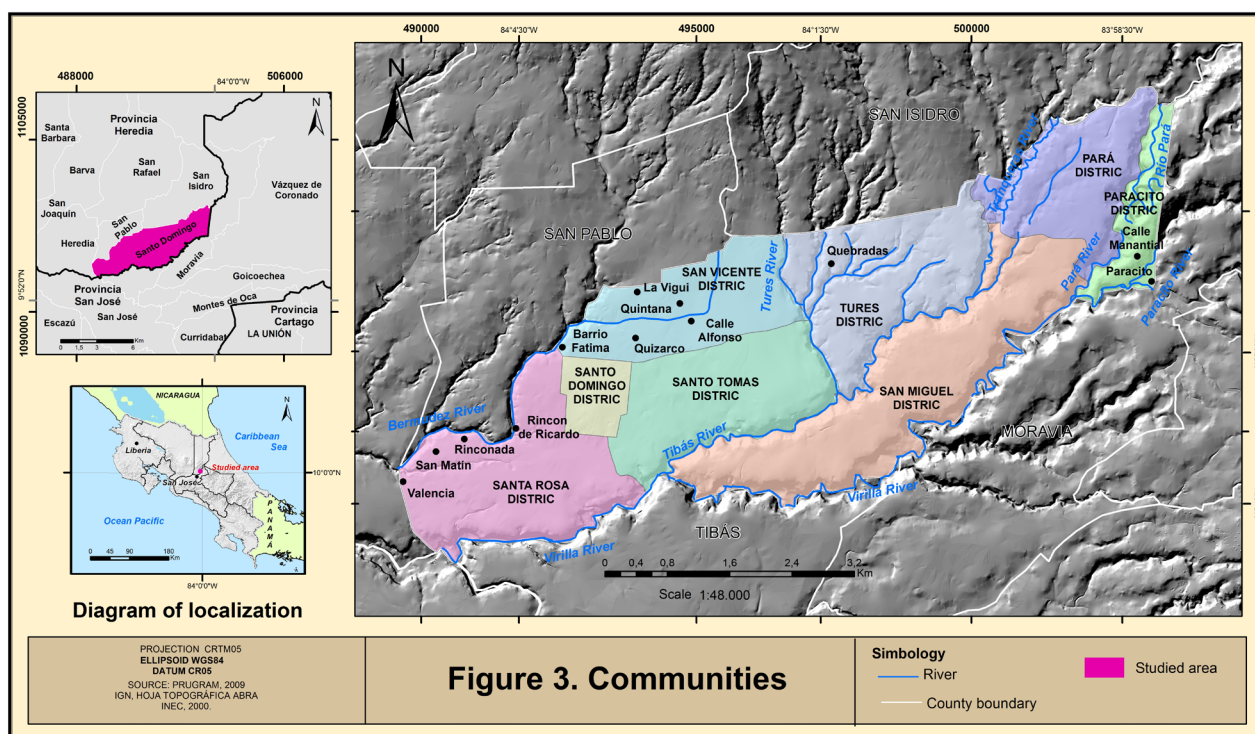 488000
84°0'0"W
506000
1105000
9°52'0"N
1090000
N
Santa
Barbara
Provincia
Heredia
Barva
San
Rafael
San
Isidro
Vázquez de
Coronado
San
Joaquín
San
Pablo
Heredia
Santo Domingo
Moravia
Goicoechea
Provincia
San José
San José
Montes de Oca
Provincia
Cartago
Escazú
Curridabat
LA UNIÓN
0 1,5 3 6
Km
NICARAGUA
N
Caribbean
Sea
Liberia
Studied area
San José
10°0'0"N
Ocean Pacific
PANAMÁ
0 45 90 180
Km
84°0'0"W
Diagram of localization
490000
84°4'30"W
495000
84°1'30"W
500000
83°58'30"W
N
SAN ISIDRO
Tranqueras River
PARÁ
DISTRIC
Río Pará
PARACITO
DISTRIC
Calle
Manantial
Paracito
Pará River
Paracito River
SAN PABLO
SAN VICENTE
DISTRIC
Tures River
Quebradas
La Vigui
Quintana
TURES
DISTRIC
Calle
Alfonso
Barrio
Fatima
Quizarco
SANTO
DOMINGO
DISTRIC
SANTO TOMAS
DISTRIC
SAN MIGUEL
DISTRIC
Bermudez River
Rincon
de Ricardo
Rinconada
San Matín
Tibás River
MORAVIA
Valencia
SANTA ROSA
DISTRIC
Virilla River
Virilla River
TIBÁS
0 0,4 0,8 1,6 2,4 3,2
Km
Scale 1:48.000
PROJECTION CRTM05
ELLIPSOID WGS84
DATUM CR05
SOURCE: PRUGRAM, 2009
IGN, HOJA TOPOGRÁFICA ABRA
INEC, 2000.
Figure 3. Communities
Simbology
River
County boundary
Studied area